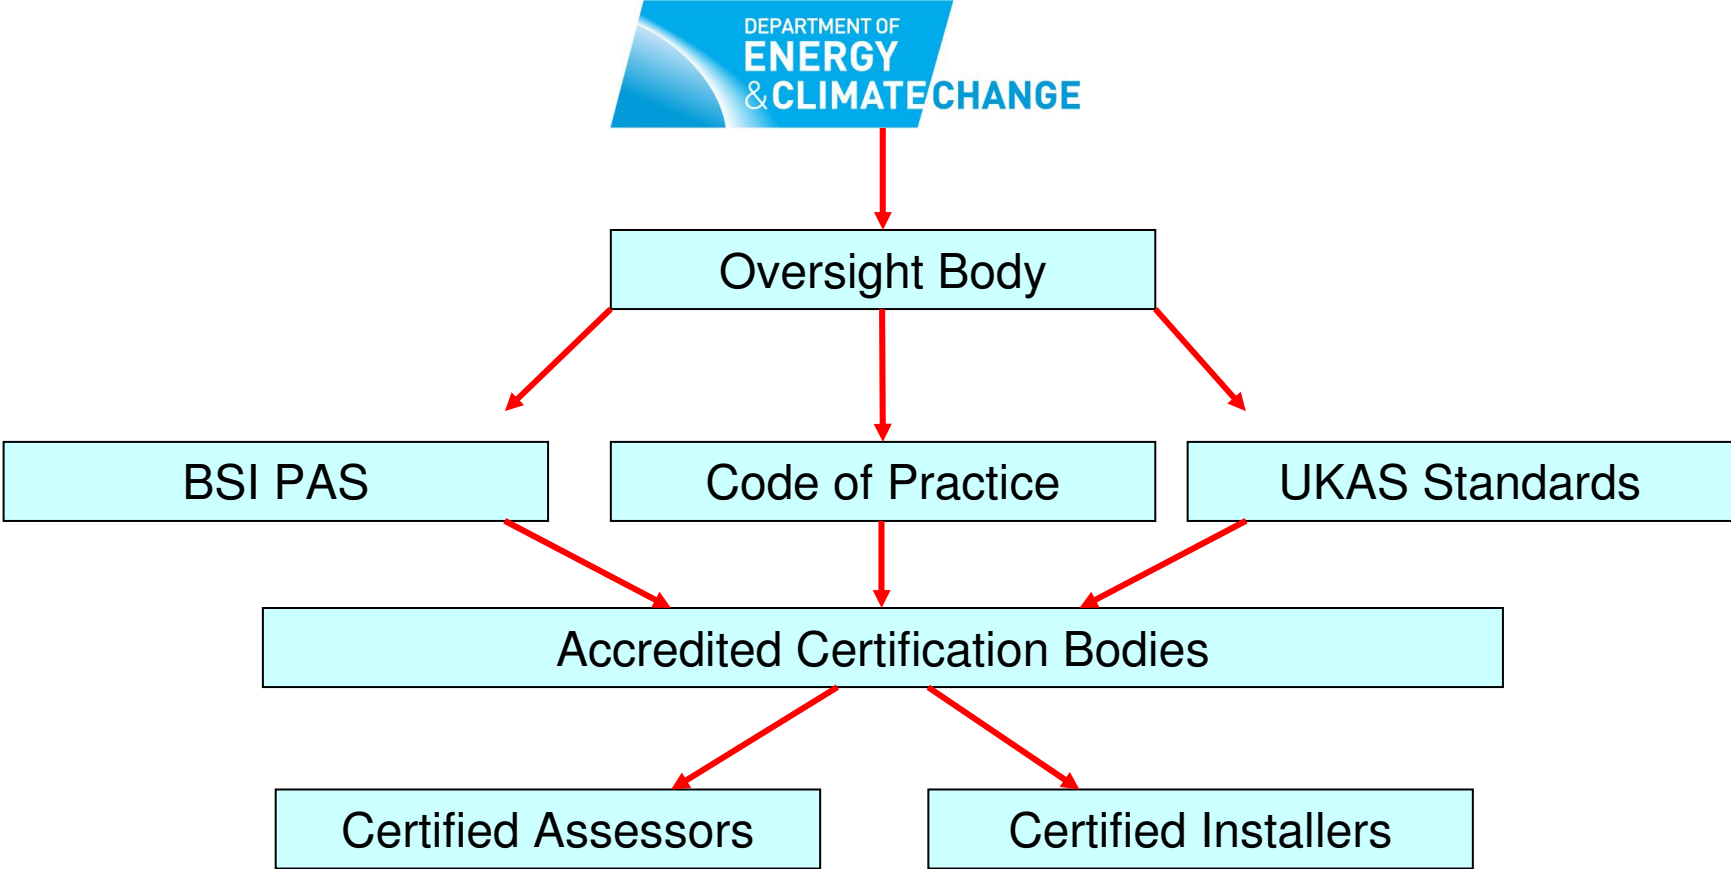 DEPARTMENT OF
ENERGY
& CLIMATE CHANGE
Oversight Body
BSI PAS
Code of Practice
UKAS Standards
Accredited Certification Bodies
Certified Assessors
Certified Installers